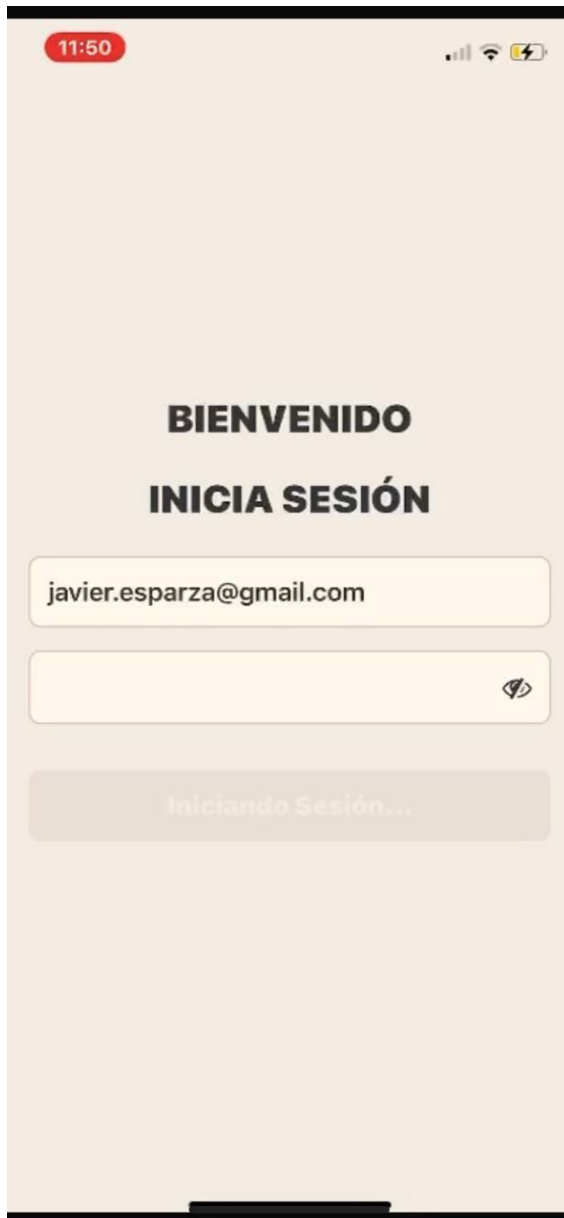 11:50
BIENVENIDO
INICIA SESIÓN
javier.esparza@gmail.com
Iniciando Sesión...